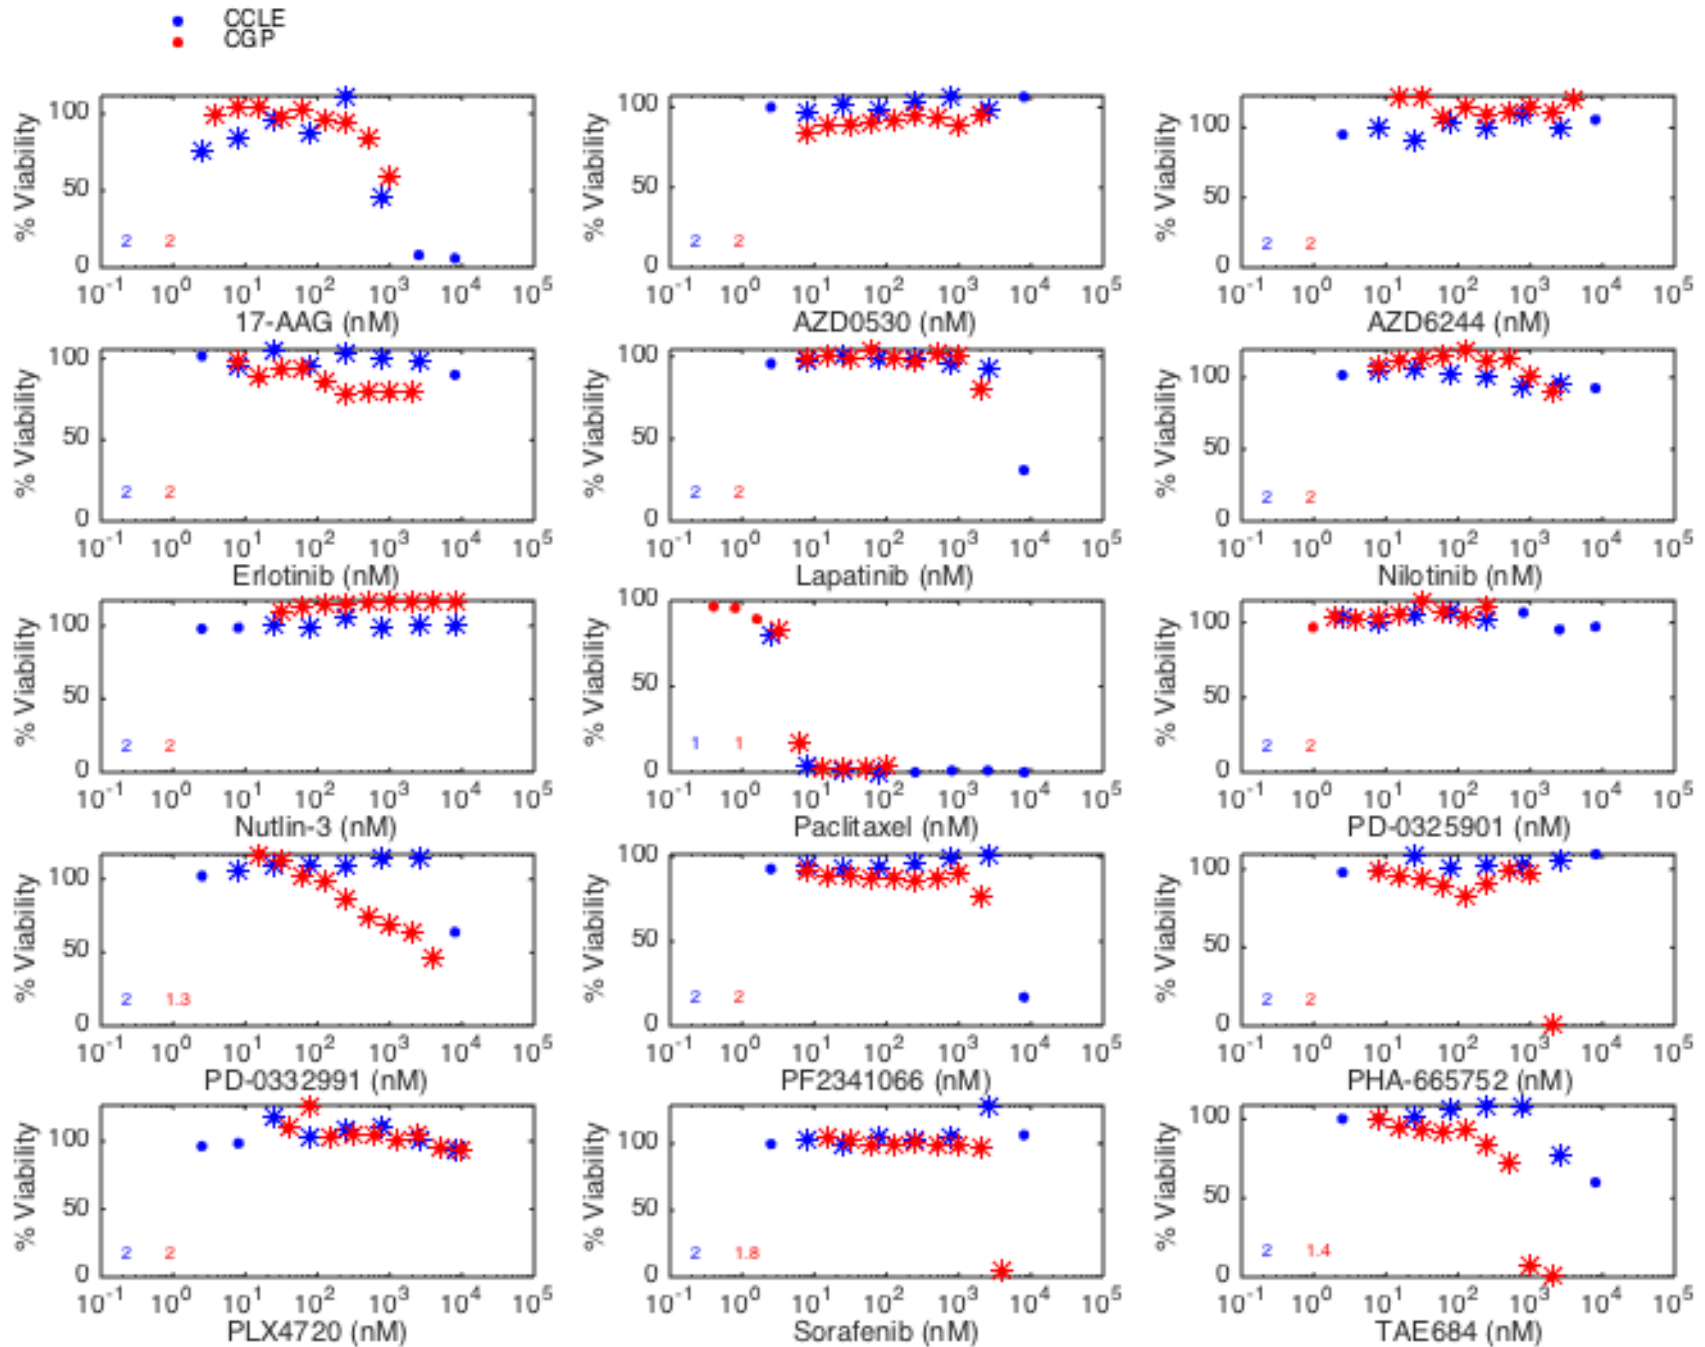 CCLE
CGP
% Viability 100 50 0 2 2
10^-1 10^0 10^1 10^2 10^3 10^4 10^5
17-AAG (nM)
% Viability 100 50 0 2 2
10^-1 10^0 10^1 10^2 10^3 10^4 10^5
AZD0530 (nM)
% Viability 100 50 0 2 2
10^-1 10^0 10^1 10^2 10^3 10^4 10^5
AZD6244 (nM)
% Viability 100 50 0 2 2
10^-1 10^0 10^1 10^2 10^3 10^4 10^5
Erlotinib (nM)
% Viability 100 50 0 2 2
10^-1 10^0 10^1 10^2 10^3 10^4 10^5
Lapatinib (nM)
% Viability 100 50 0 2 2
10^-1 10^0 10^1 10^2 10^3 10^4 10^5
Nilotinib (nM)
% Viability 100 50 0 2 2
10^-1 10^0 10^1 10^2 10^3 10^4 10^5
Nutlin-3 (nM)
% Viability 100 50 0 1 1
10^-1 10^0 10^1 10^2 10^3 10^4 10^5
Paclitaxel (nM)
% Viability 100 50 0 2 2
10^-1 10^0 10^1 10^2 10^3 10^4 10^5
PD-0325901 (nM)
% Viability 100 50 0 2 1.3
10^-1 10^0 10^1 10^2 10^3 10^4 10^5
PD-0332991 (nM)
% Viability 100 50 0 2 2
10^-1 10^0 10^1 10^2 10^3 10^4 10^5
PF2341066 (nM)
% Viability 100 50 0 2 2
10^-1 10^0 10^1 10^2 10^3 10^4 10^5
PHA-665752 (nM)
% Viability 100 50 0 2 2
10^-1 10^0 10^1 10^2 10^3 10^4 10^5
PLX4720 (nM)
% Viability 100 50 0 2 1.8
10^-1 10^0 10^1 10^2 10^3 10^4 10^5
Sorafenib (nM)
% Viability 100 50 0 2 1.4
10^-1 10^0 10^1 10^2 10^3 10^4 10^5
TAE684 (nM)